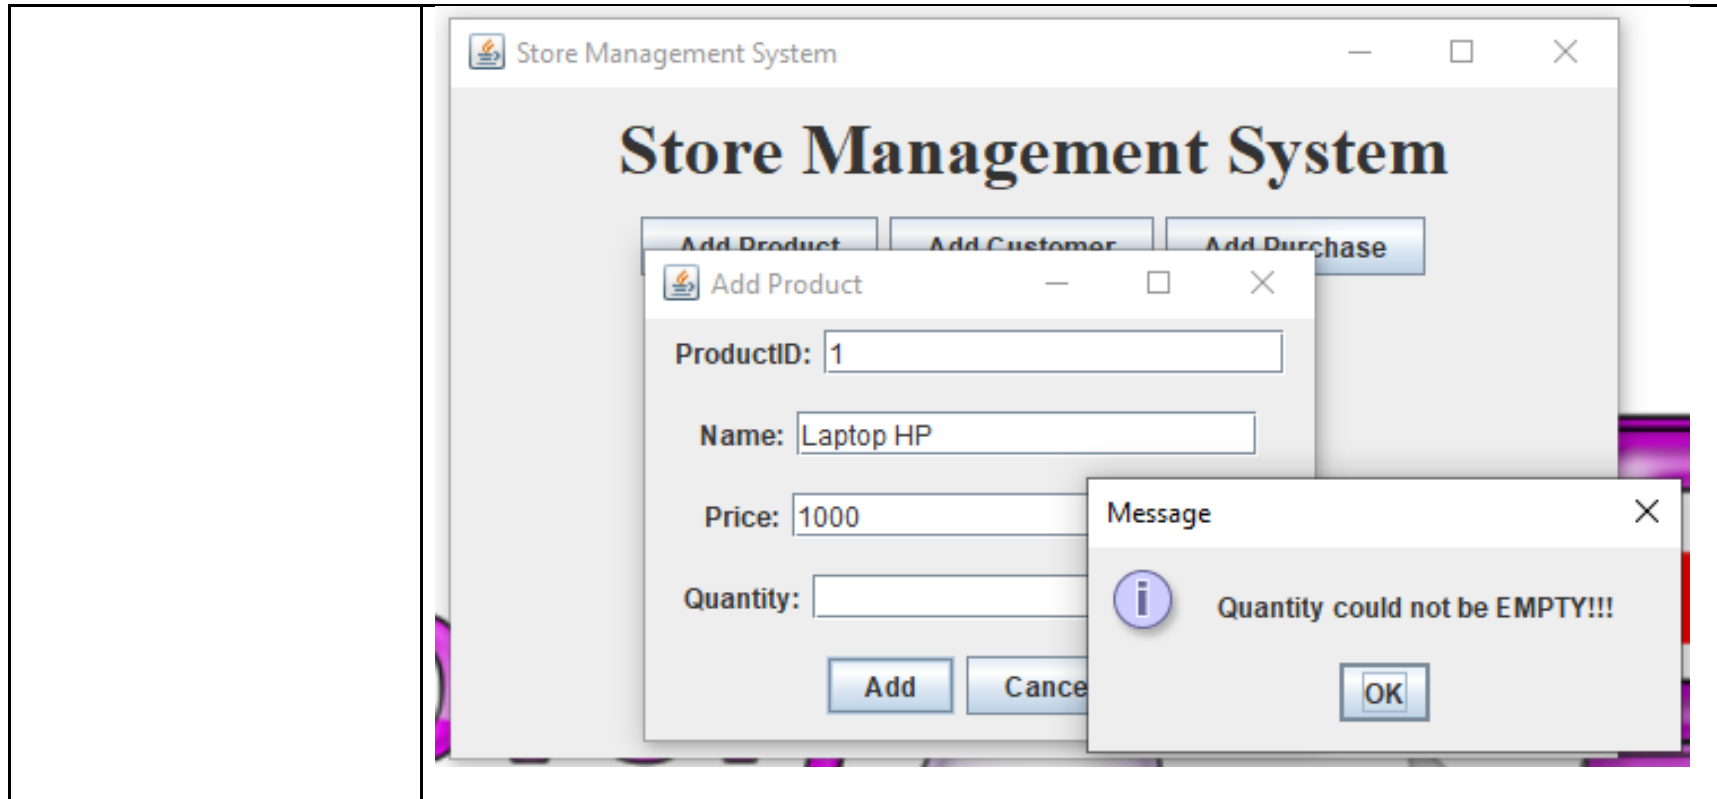 Store Management System
Store Management System
Add Product Add Customer Add Purchase
Add Product
ProductID: 1
Name: Laptop HP
Price: 1000
Message
Quantity could not be EMPTY!!!
Quantity:
Add Cance
OK